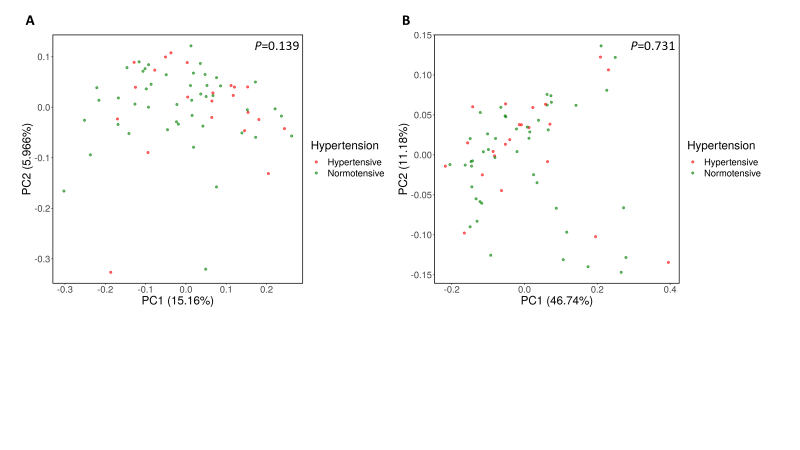 A
P=0.139
0.1
0.0
-0.1
-0.2
-0.3
PC2 (5.966%)
-0.3
-0.2
-0.1
0.0
0.1
0.2
PC1 (15.16%)
Hypertension
Hypertensive
Normotensive
B
P=0.731
0.15
0.10
0.05
0.00
-0.05
-0.10
-0.15
PC2 (11.18%)
-0.2
0.0
0.2
0.4
PC1 (46.74%)
Hypertension
Hypertensive
Normotensive